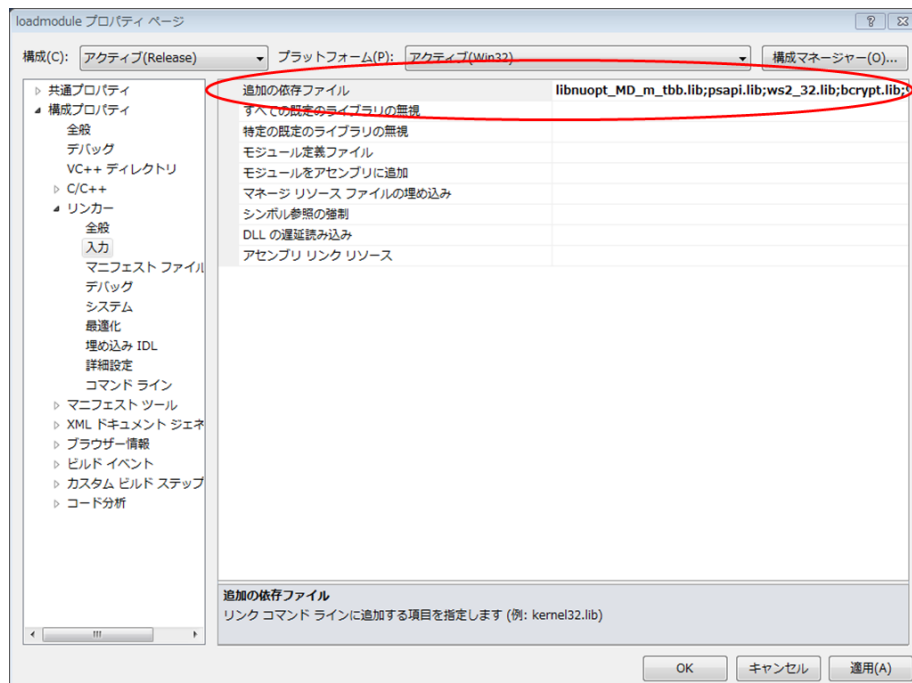 loadmodule プロパティ ページ
構成(C): アクティブ(Release) プラットフォーム(P): アクティブ(Win32) 構成マネージャー(O)...
共通プロパティ
構成プロパティ
全般
デバッグ
VC++ ディレクトリ
C/C++
リンカー
全般
入力
マニフェスト ファイル
デバッグ
システム
最適化
埋め込み IDL
詳細設定
コマンド ライン
マニフェスト ツール
XML ドキュメント ジェネ
ブラウザー情報
ビルド イベント
カスタム ビルド ステップ
コード分析
追加の依存ファイル libnuopt_MD_m_tbb.lib;psapi.lib;ws2_32.lib;bcrypt.lib;
すべての既定のライブラリの無視
特定の既定のライブラリの無視
モジュール定義ファイル
モジュールをアセンブリに追加
マネージ リソース ファイルの埋め込み
シンボル参照の強制
DLL の遅延読み込み
アセンブリ リンク リソース
追加の依存ファイル
リンク コマンド ラインに追加する項目を指定します (例: kernel32.lib)
OK キャンセル 適用(A)